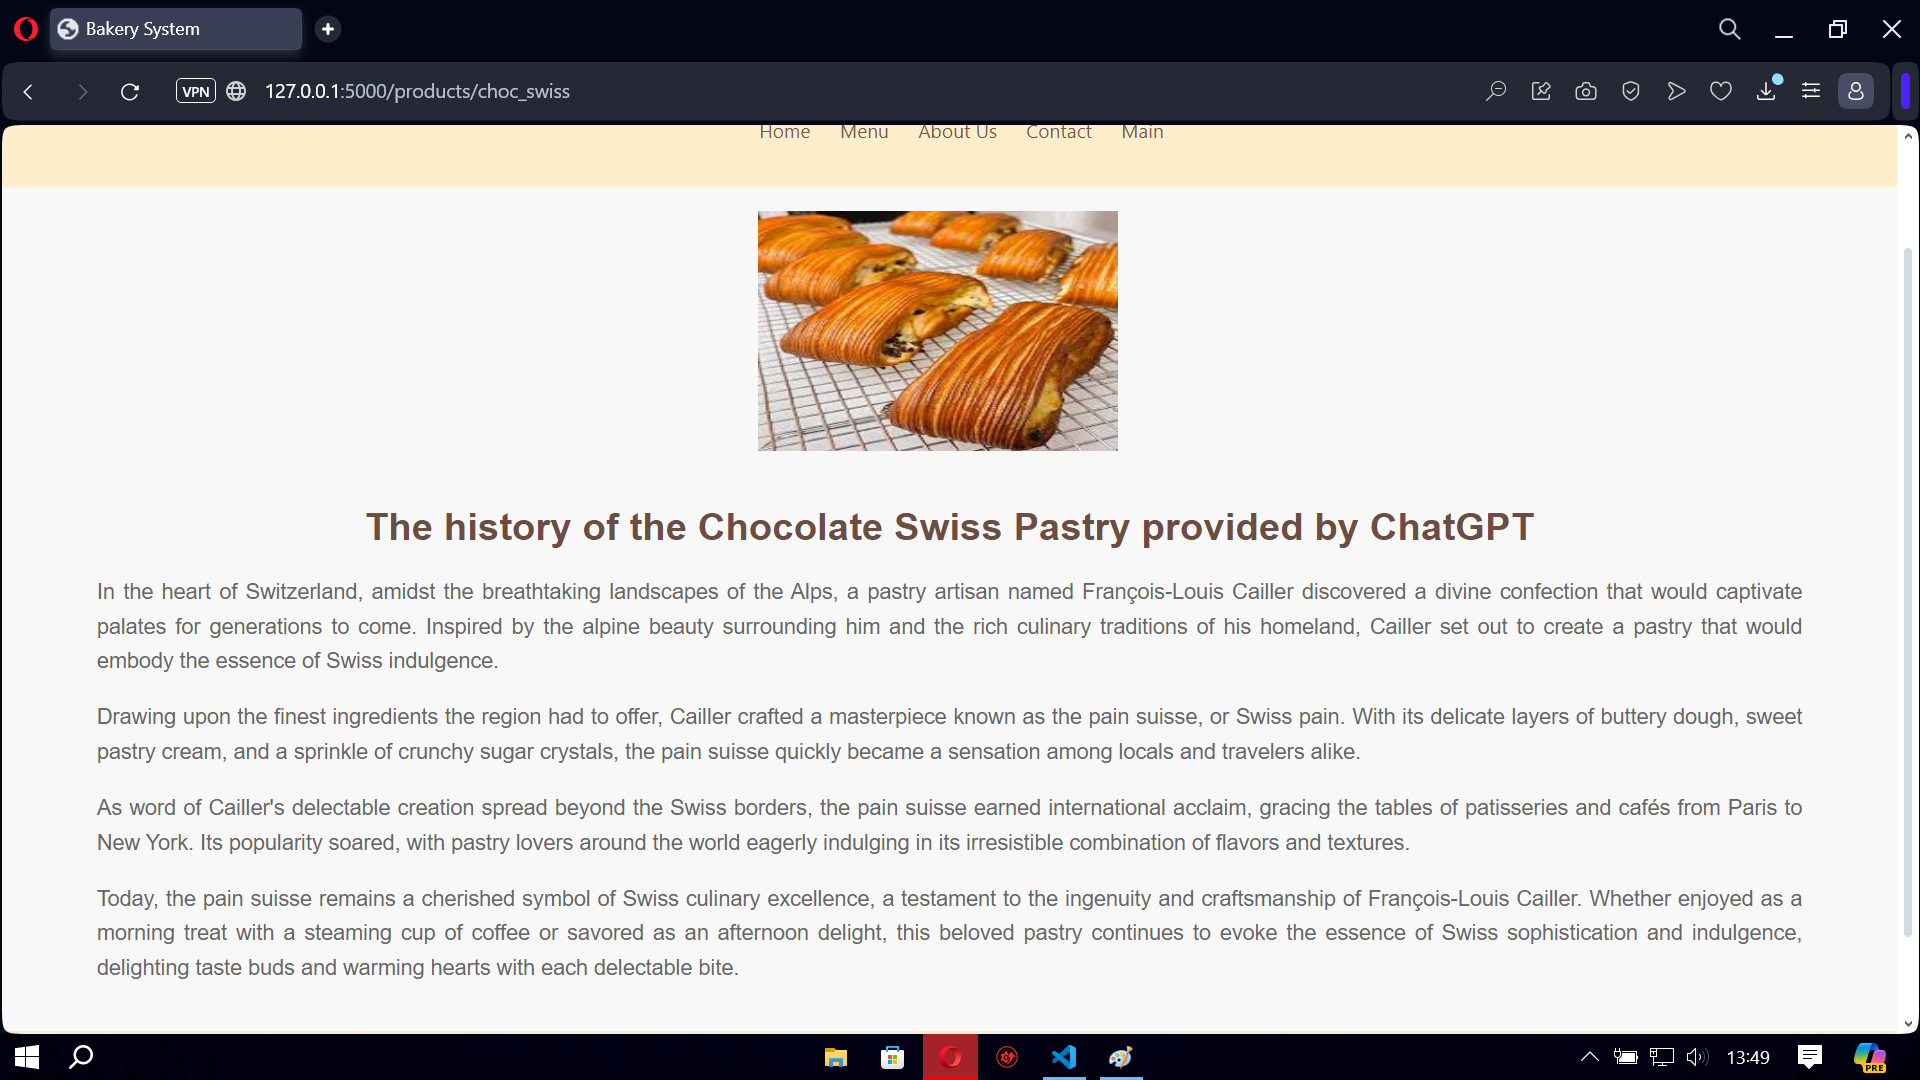 Bakery System
VPN
127.0.0.1:5000/products/choc_swiss
Home Menu About Us Contact Main
The history of the Chocolate Swiss Pastry provided by ChatGPT
In the heart of Switzerland, amidst the breathtaking landscapes of the Alps, a pastry artisan named François-Louis Cailler discovered a divine confection that would captivate
palates for generations to come. Inspired by the alpine beauty surrounding him and the rich culinary traditions of his homeland, Cailler set out to create a pastry that would
embody the essence of Swiss indulgence.
Drawing upon the finest ingredients the region had to offer, Cailler crafted a masterpiece known as the pain suisse, or Swiss pain. With its delicate layers of buttery dough, sweet
pastry cream, and a sprinkle of crunchy sugar crystals, the pain suisse quickly became a sensation among locals and travelers alike.
As word of Cailler's delectable creation spread beyond the Swiss borders, the pain suisse earned international acclaim, gracing the tables of patisseries and cafés from Paris to
New York. Its popularity soared, with pastry lovers around the world eagerly indulging in its irresistible combination of flavors and textures.
Today, the pain suisse remains a cherished symbol of Swiss culinary excellence, a testament to the ingenuity and craftsmanship of François-Louis Cailler. Whether enjoyed as a
morning treat with a steaming cup of coffee or savored as an afternoon delight, this beloved pastry continues to evoke the essence of Swiss sophistication and indulgence,
delighting taste buds and warming hearts with each delectable bite.
13:49
PRE